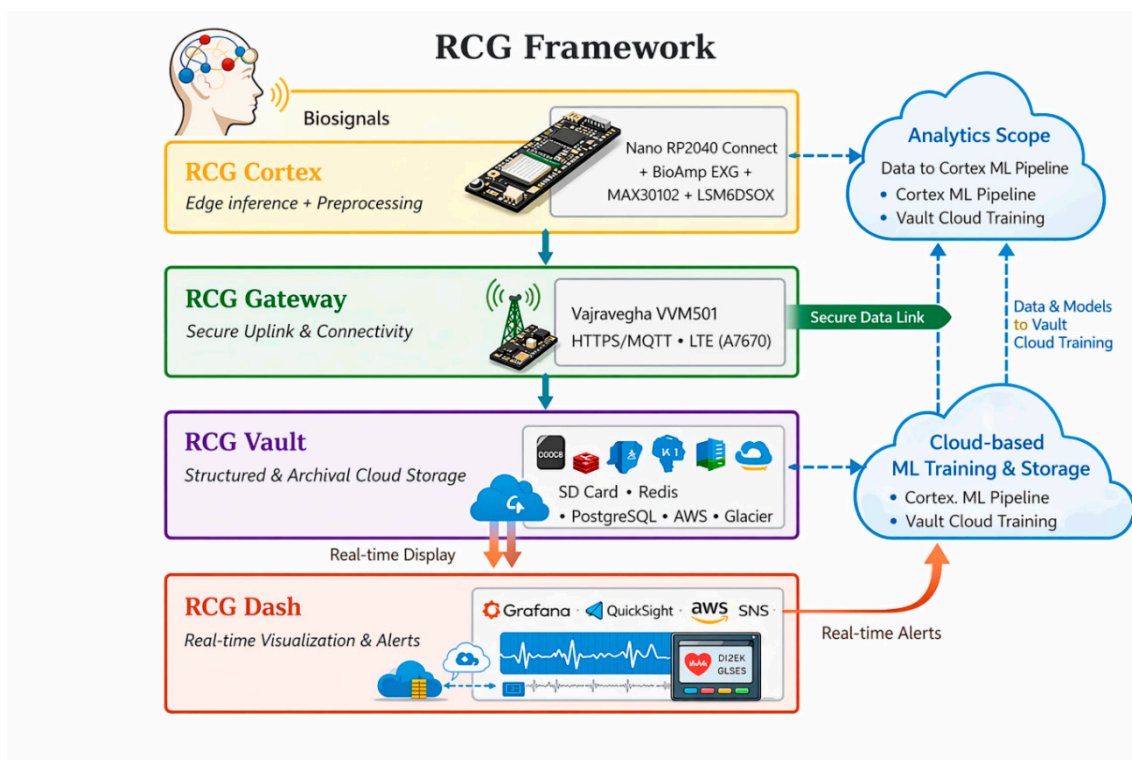 RCG Framework
Biosignals
RCG Cortex
Edge inference + Preprocessing
Nano RP2040 Connect
+ BioAmp EXG +
MAX30102 + LSM6DSOX
Analytics Scope
Data to Cortex ML Pipeline
• Cortex ML Pipeline
• Vault Cloud Training
RCG Gateway
Secure Uplink & Connectivity
Vajravegha VVM501
HTTPS/MQTT • LTE (A7670)
Secure Data Link
Data & Models
to Vault
Cloud Training
RCG Vault
Structured & Archival Cloud Storage
SD Card • Redis
• PostgreSQL • AWS • Glacier
Cloud-based
ML Training & Storage
• Cortex. ML Pipeline
• Vault Cloud Training
Real-time Display
RCG Dash
Real-time Visualization & Alerts
Grafana · QuickSight · aws SNS ·
DI2EK
GLSES
Real-time Alerts